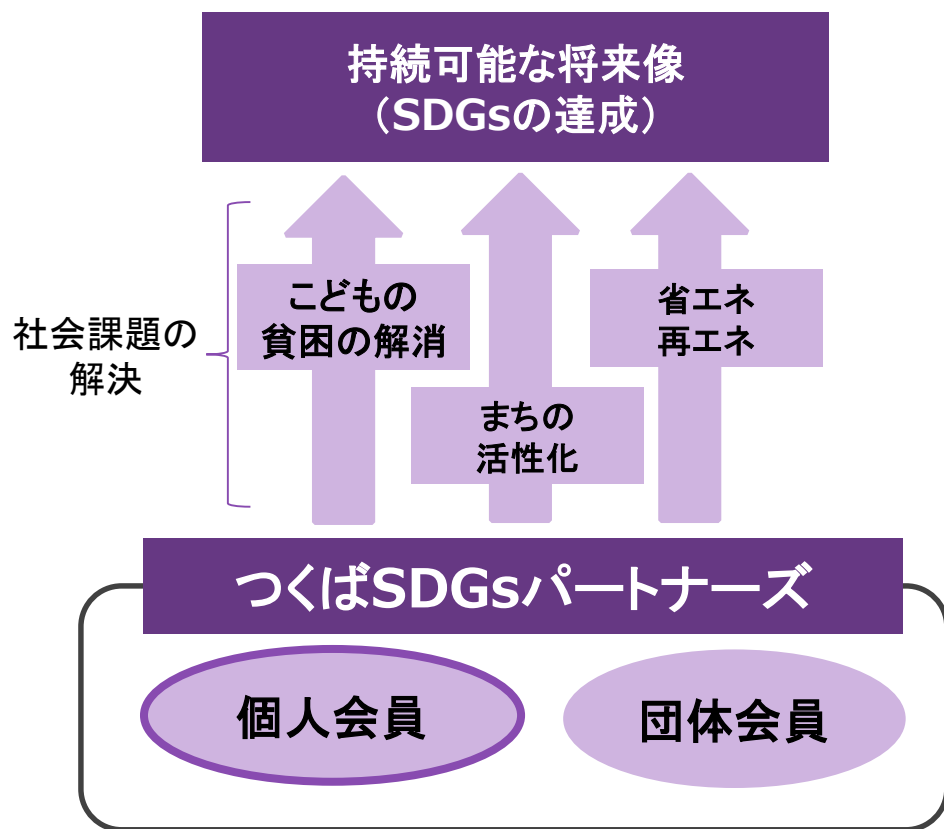 持続可能な将来像
（SDGsの達成）
社会課題の
解決
こどもの
貧困の解消
まちの
活性化
省エネ
再エネ
つくばSDGsパートナーズ
個人会員
団体会員